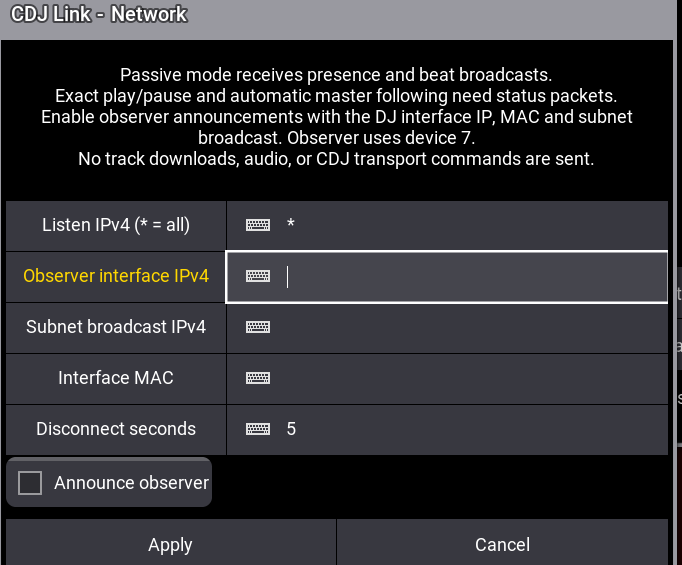 CDJ Link - Network
Passive mode receives presence and beat broadcasts.
Exact play/pause and automatic master following need status packets.
Enable observer announcements with the DJ interface IP, MAC and subnet
broadcast. Observer uses device 7.
No track downloads, audio, or CDJ transport commands are sent.
Listen IPv4 (* = all) *
Observer interface IPv4
Subnet broadcast IPv4
Interface MAC
Disconnect seconds 5
Announce observer
Apply Cancel